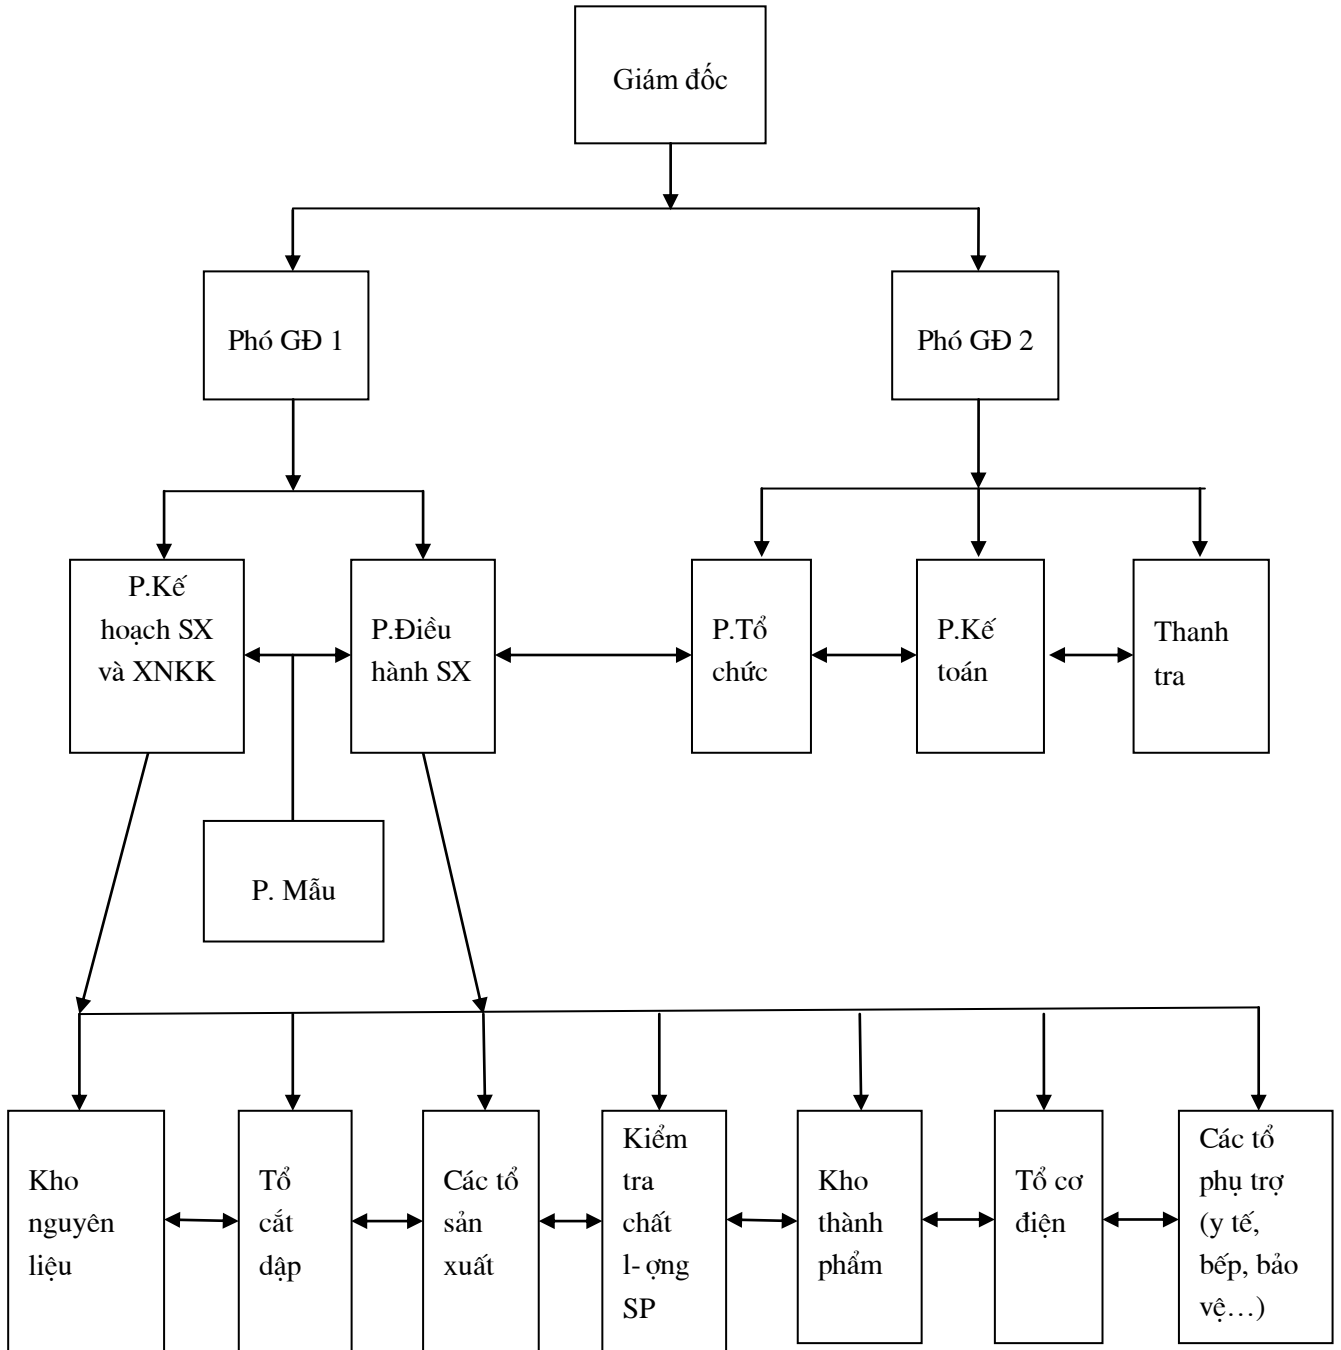 Giám đốc
Phó GĐ 1
Phó GĐ 2
P.Kế
hoạch SX
và XNKK
P.Điều
hành SX
P.Tổ
chức
P.Kế
toán
Thanh
tra
P. Mẫu
Kho
nguyên
liệu
Tổ
cắt
dập
Các tổ
sản
xuất
Kiểm
tra
chất
l- ợng
SP
Kho
thành
phẩm
Tổ cơ
điện
Các tổ
phụ trợ
(y tế,
bếp, bảo
vệ…)